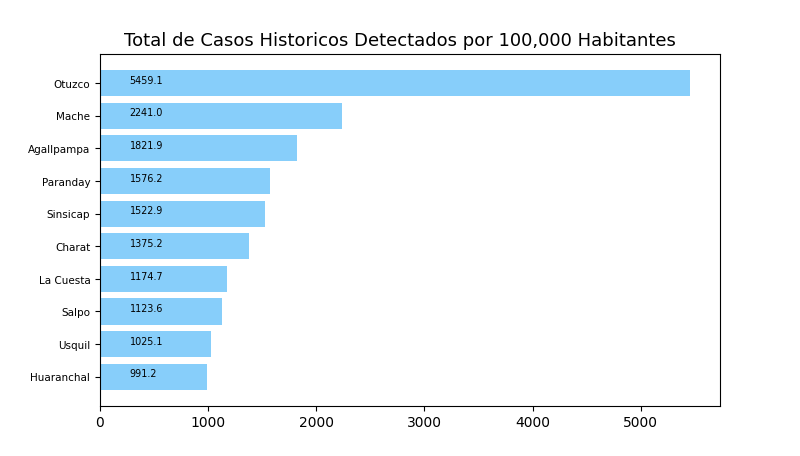 Total de Casos Historicos Detectados por 100,000 Habitantes
Otuzco 5459.1
Mache 2241.0
Agallpampa 1821.9
Paranday 1576.2
Sinsicap 1522.9
Charat 1375.2
La Cuesta 1174.7
Salpo 1123.6
Usquil 1025.1
Huaranchal 991.2
0 1000 2000 3000 4000 5000